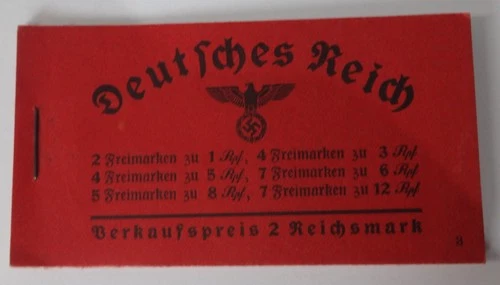 Deutſches Reich
2 Freimarken zu 1 Rpf, 4 Freimarken zu 3 Rpf
4 Freimarken zu 5 Rpf, 7 Freimarken zu 6 Rpf
5 Freimarken zu 8 Rpf, 7 Freimarken zu 12 Rpf
Verkaufspreis 2 Reichsmark